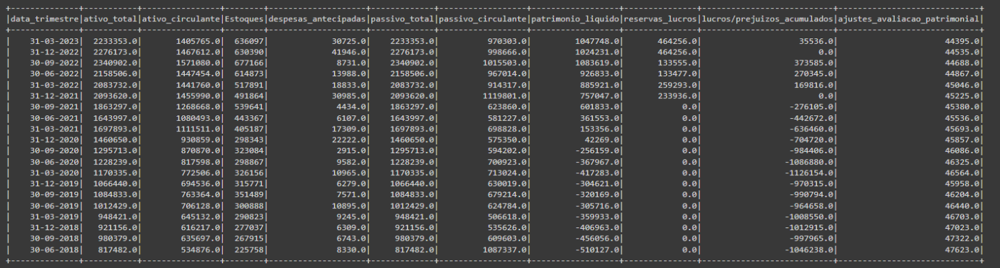 +--------------+-----------+----------------+--------+-------------------+-------------+------------------+------------------+---------------+--------------------------+-----------------------------+
|data_trimestre|ativo_total|ativo_circulante|Estoques|despesas_antecipadas|passivo_total|passivo_circulante|patrimonio_liquido|reservas_lucros|lucros/prejuizos_acumulados|ajustes_avaliacao_patrimonial|
+--------------+-----------+----------------+--------+-------------------+-------------+------------------+------------------+---------------+--------------------------+-----------------------------+
| 31-03-2023| 2233353.0| 1405765.0| 636097| 30725.0| 2233353.0| 970303.0| 1047748.0| 464256.0| 35536.0| 44395.0|
| 31-12-2022| 2276173.0| 1467612.0| 630390| 41946.0| 2276173.0| 998666.0| 1024231.0| 464256.0| 0.0| 44535.0|
| 30-09-2022| 2340902.0| 1571080.0| 677166| 8731.0| 2340902.0| 1015503.0| 1083619.0| 133555.0| 373585.0| 44688.0|
| 30-06-2022| 2158506.0| 1447454.0| 614873| 13988.0| 2158506.0| 967014.0| 926833.0| 133477.0| 270345.0| 44867.0|
| 31-03-2022| 2083732.0| 1441760.0| 517891| 18833.0| 2083732.0| 914317.0| 885921.0| 259293.0| 169816.0| 45046.0|
| 31-12-2021| 2093620.0| 1455990.0| 491864| 30985.0| 2093620.0| 1119801.0| 757047.0| 233936.0| 0.0| 45225.0|
| 30-09-2021| 1863297.0| 1268668.0| 539641| 4434.0| 1863297.0| 623860.0| 601833.0| 0.0| -276105.0| 45380.0|
| 30-06-2021| 1643997.0| 1080493.0| 443367| 6107.0| 1643997.0| 581227.0| 361553.0| 0.0| -442672.0| 45536.0|
| 31-03-2021| 1697893.0| 1111511.0| 405187| 17309.0| 1697893.0| 698828.0| 153356.0| 0.0| -636460.0| 45693.0|
| 31-12-2020| 1460650.0| 930859.0| 298343| 22222.0| 1460650.0| 575350.0| 42269.0| 0.0| -704720.0| 45857.0|
| 30-09-2020| 1295713.0| 870870.0| 323084| 2915.0| 1295713.0| 594202.0| -256159.0| 0.0| -984406.0| 46086.0|
| 30-06-2020| 1228239.0| 817598.0| 298867| 9582.0| 1228239.0| 700923.0| -367967.0| 0.0| -1086880.0| 46325.0|
| 31-03-2020| 1170335.0| 772506.0| 326156| 10965.0| 1170335.0| 713024.0| -417283.0| 0.0| -1126154.0| 46564.0|
| 31-12-2019| 1066440.0| 694536.0| 315771| 6279.0| 1066440.0| 630019.0| -304621.0| 0.0| -970315.0| 45958.0|
| 30-09-2019| 1084833.0| 763364.0| 351489| 7571.0| 1084833.0| 679214.0| -320169.0| 0.0| -990794.0| 46204.0|
| 30-06-2019| 1012429.0| 706128.0| 300888| 10895.0| 1012429.0| 624784.0| -305716.0| 0.0| -964658.0| 46440.0|
| 31-03-2019| 948421.0| 645132.0| 290823| 9245.0| 948421.0| 506618.0| -359933.0| 0.0| -1008550.0| 46703.0|
| 31-12-2018| 921156.0| 616217.0| 277037| 6309.0| 921156.0| 535626.0| -406963.0| 0.0| -1012915.0| 47023.0|
| 30-09-2018| 980379.0| 635697.0| 267915| 6743.0| 980379.0| 609603.0| -456056.0| 0.0| -997965.0| 47322.0|
| 30-06-2018| 817482.0| 534876.0| 225758| 8330.0| 817482.0| 1087337.0| -510127.0| 0.0| -1046238.0| 47623.0|
+--------------+-----------+----------------+--------+-------------------+-------------+------------------+------------------+---------------+--------------------------+-----------------------------+